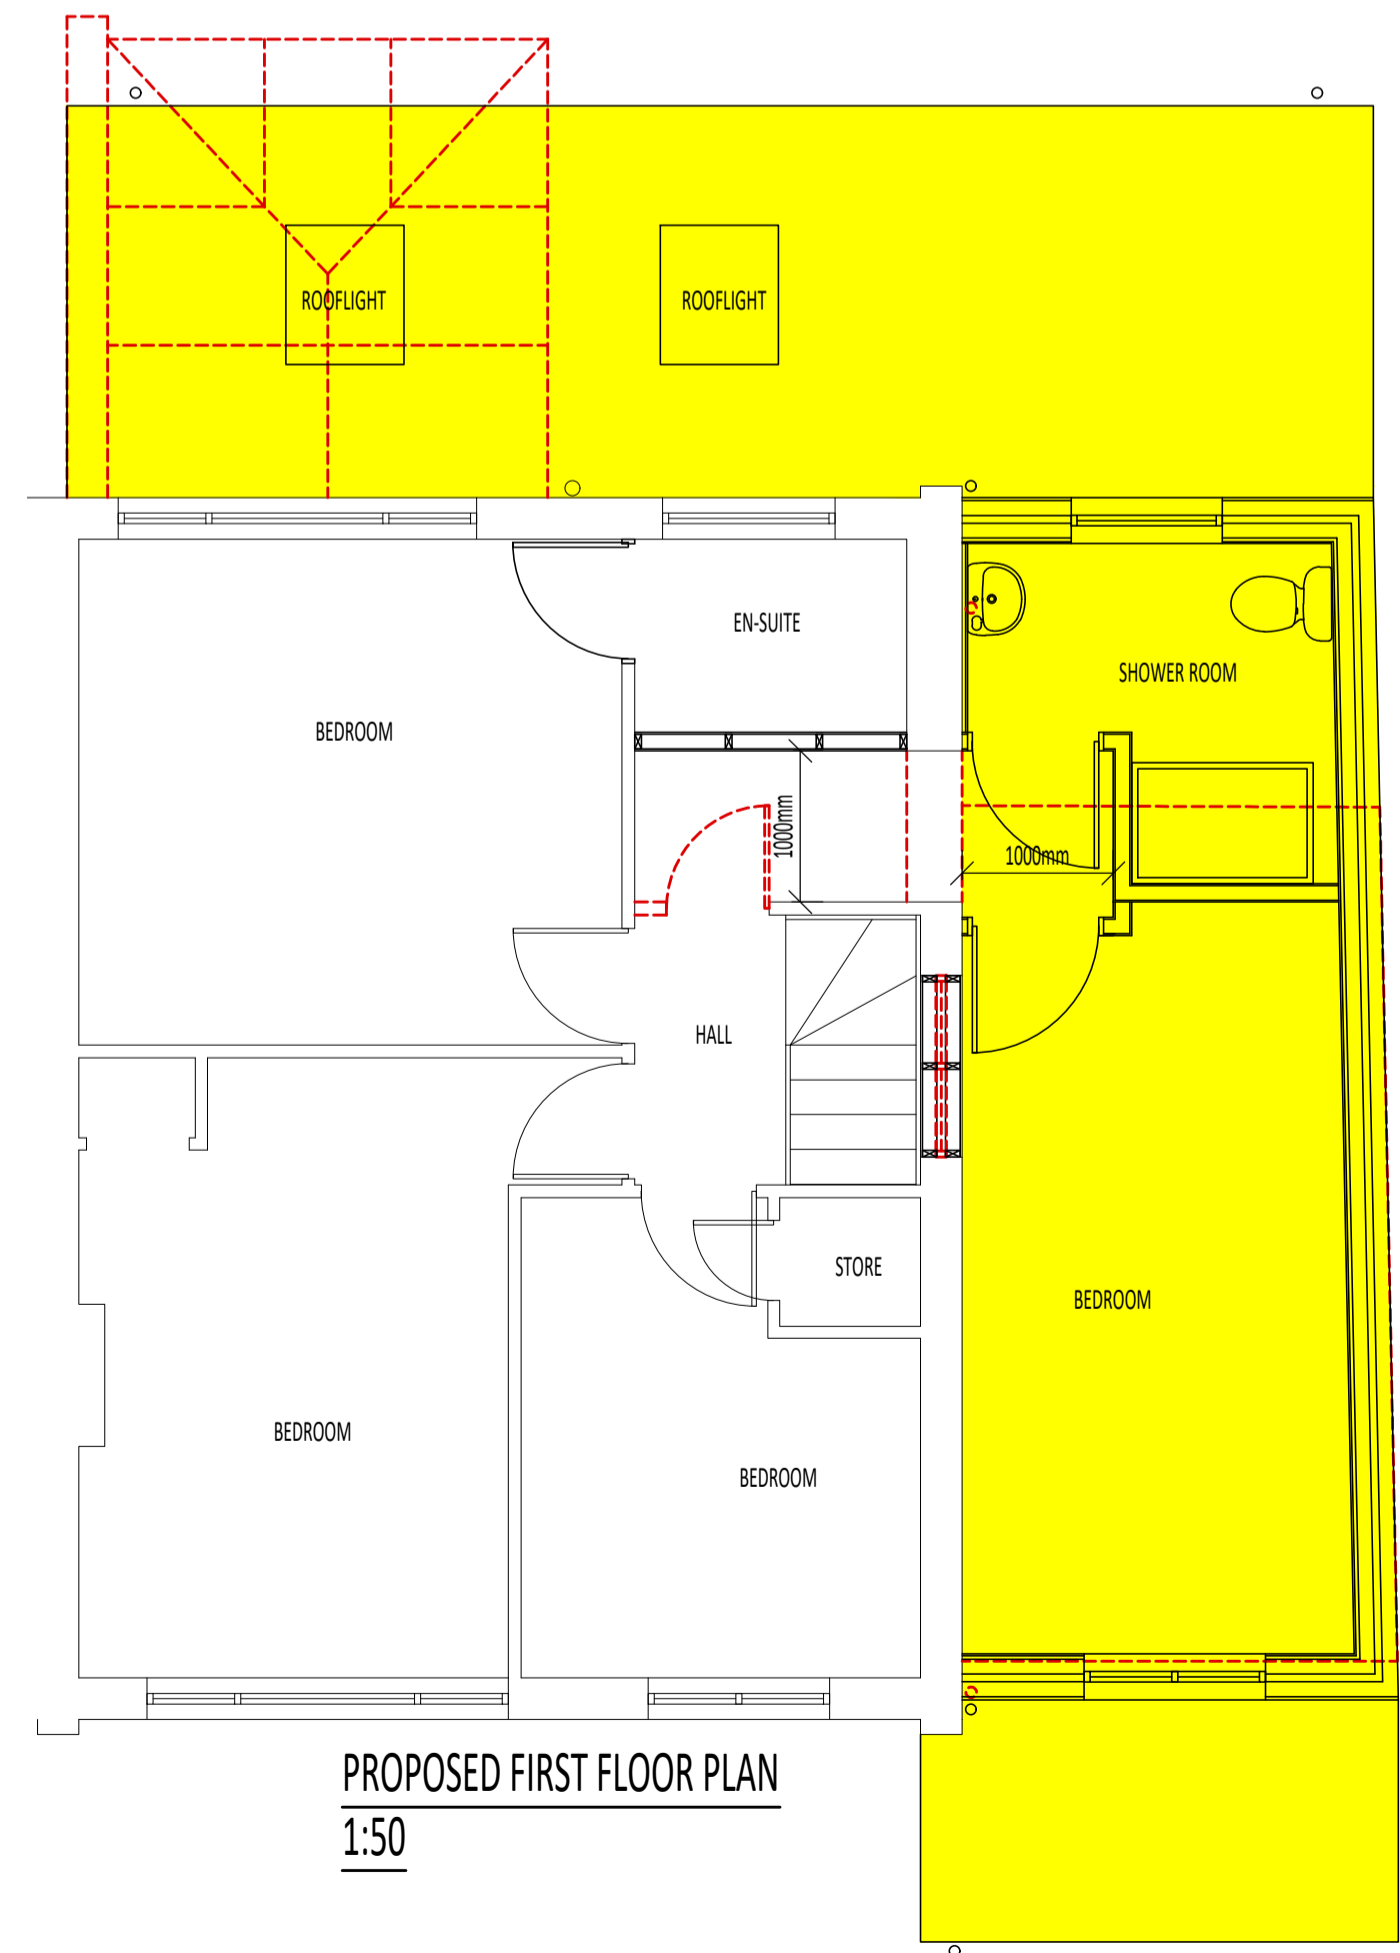 ROOFLIGHT
ROOFLIGHT
EN-SUITE
SHOWER ROOM
BEDROOM
1000mm
1000mm
HALL
STORE
BEDROOM
BEDROOM
BEDROOM
PROPOSED FIRST FLOOR PLAN
1:50